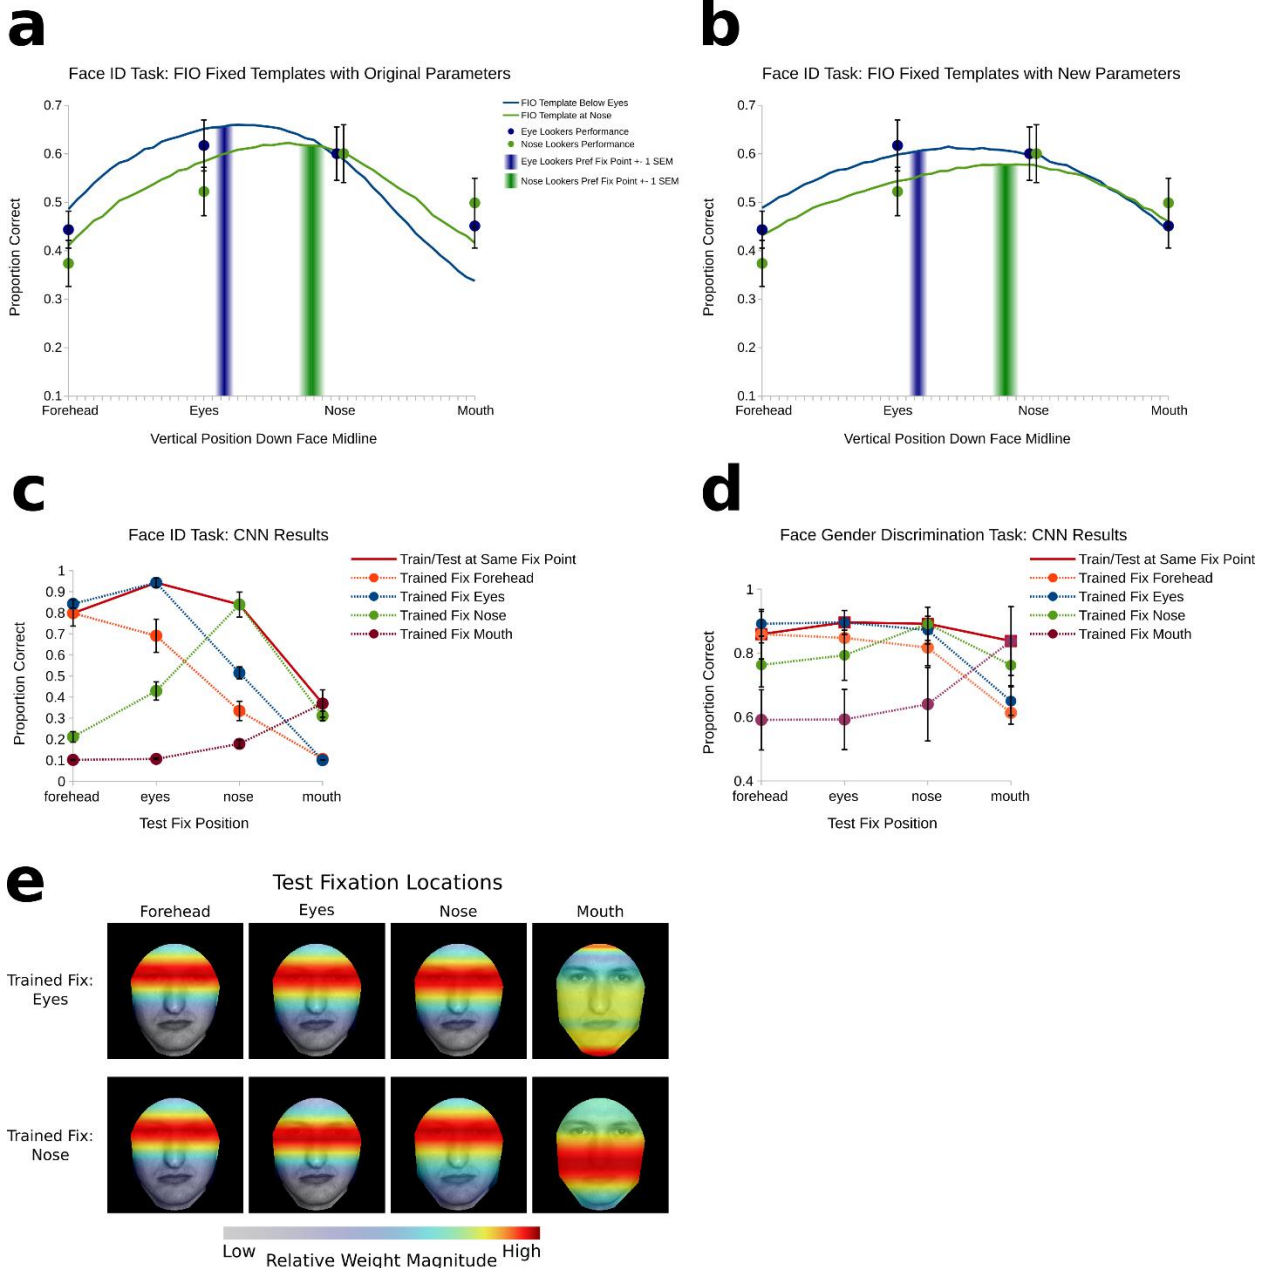 a
Face ID Task: FIO Fixed Templates with Original Parameters
0.7
0.6
0.5
0.4
0.3
0.2
0.1
Proportion Correct
Forehead Eyes Nose Mouth
Vertical Position Down Face Midline
FIO Template Below Eyes
FIO Template at Nose
Eye Lookers Performance
Nose Lookers Performance
Eye Lookers Pref Fix Point +- 1 SEM
Nose Lookers Pref Fix Point +- 1 SEM
b
Face ID Task: FIO Fixed Templates with New Parameters
0.7
0.6
0.5
0.4
0.3
0.2
0.1
Proportion Correct
Forehead Eyes Nose Mouth
Vertical Position Down Face Midline
c
Face ID Task: CNN Results
1
0.9
0.8
0.7
0.6
0.5
0.4
0.3
0.2
0.1
0
Proportion Correct
forehead eyes nose mouth
Test Fix Position
Train/Test at Same Fix Point
Trained Fix Forehead
Trained Fix Eyes
Trained Fix Nose
Trained Fix Mouth
d
Face Gender Discrimination Task: CNN Results
1
0.8
0.6
0.4
Proportion Correct
forehead eyes nose mouth
Test Fix Position
Train/Test at Same Fix Point
Trained Fix Forehead
Trained Fix Eyes
Trained Fix Nose
Trained Fix Mouth
e
Test Fixation Locations
Forehead Eyes Nose Mouth
Trained Fix:
Eyes
Trained Fix:
Nose
Low Relative Weight Magnitude High